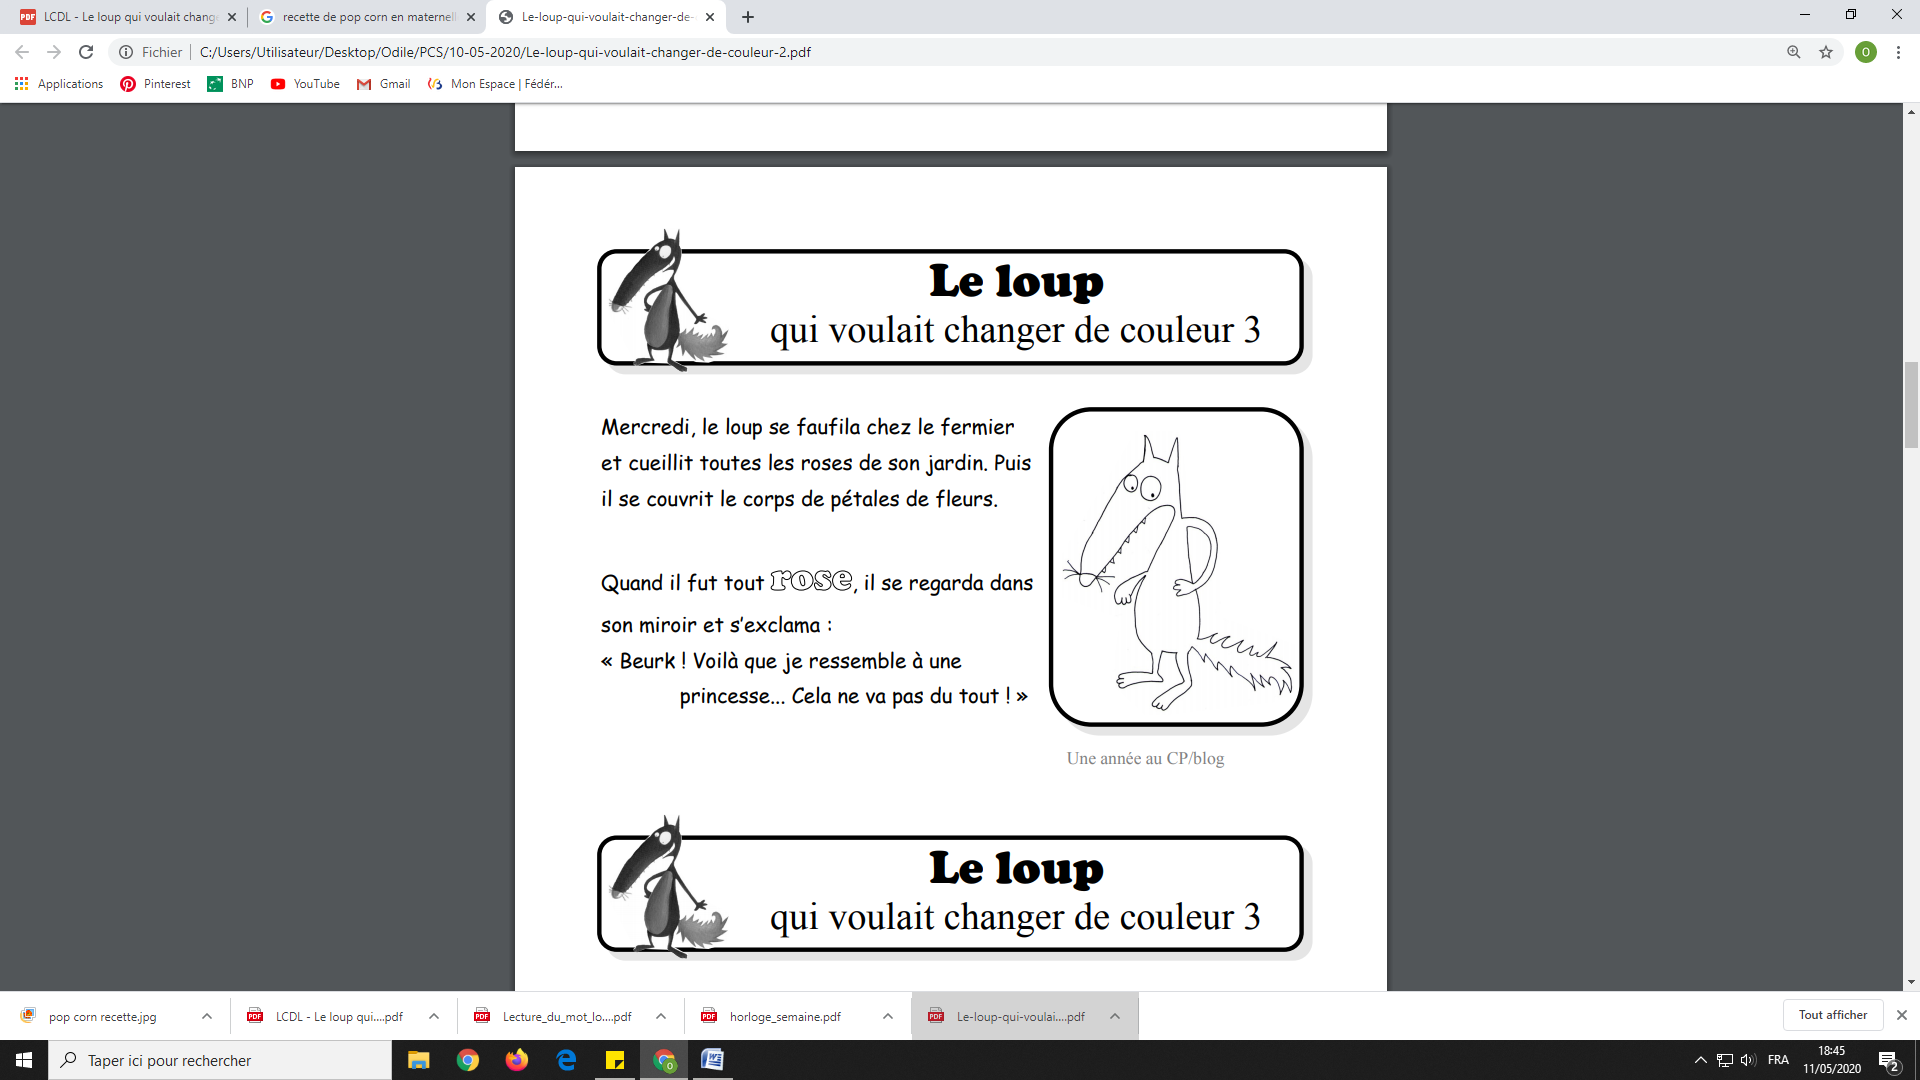 LCDL - Le loup qui voulait chang
recette de pop corn en maternell
Le-loup-qui-voulait-changer-de-
Fichier
C:/Users/Utilisateur/Desktop/Odile/PCS/10-05-2020/Le-loup-qui-voulait-changer-de-couleur-2.pdf
O
Applications
Pinterest
BNP
YouTube
Gmail
Mon Espace | Fédér...
Le loup
qui voulait changer de couleur 3
Mercredi, le loup se faufila chez le fermier
et cueillit toutes les roses de son jardin. Puis
il se couvrit le corps de pétales de fleurs.
Quand il fut tout rose, il se regarda dans
son miroir et s'exclama :
« Beurk ! Voilà que je ressemble à une
princesse... Cela ne va pas du tout ! »
Une année au CP/blog
Le loup
qui voulait changer de couleur 3
pop corn recette.jpg
LCDL - Le loup qui....pdf
Lecture_du_mot_lo....pdf
horloge_semaine.pdf
Le-loup-qui-voulai....pdf
Tout afficher
Taper ici pour rechercher
FRA
18:45
11/05/2020
2